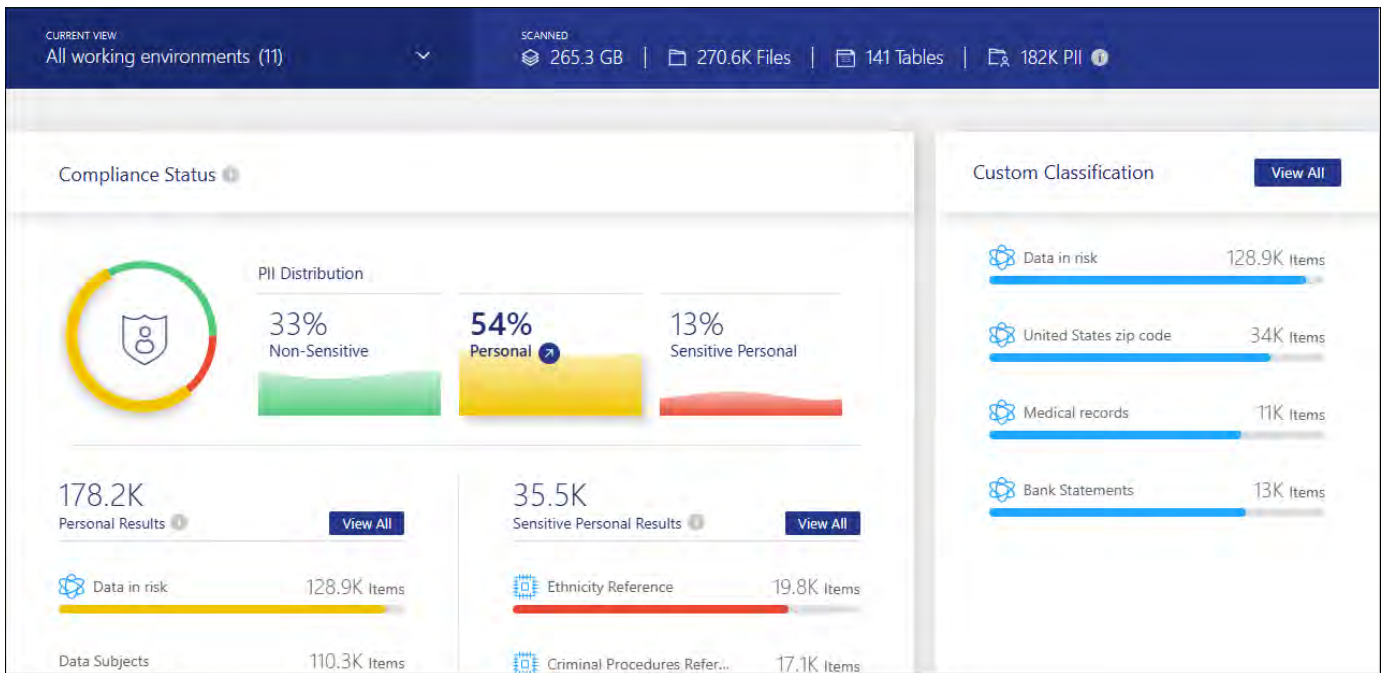 CURRENT VIEW
All working environments (11)
SCANNED
265.3 GB | 270.6K Files | 141 Tables | 182K PII
Compliance Status
PII Distribution
33%
Non-Sensitive
54%
Personal
13%
Sensitive Personal
178.2K
Personal Results
View All
Data in risk 128.9K Items
Data Subjects 110.3K Items
35.5K
Sensitive Personal Results
View All
Ethnicity Reference 19.8K Items
Criminal Procedures Refer... 17.1K Items
Custom Classification
View All
Data in risk 128.9K Items
United States zip code 34K Items
Medical records 11K Items
Bank Statements 13K Items